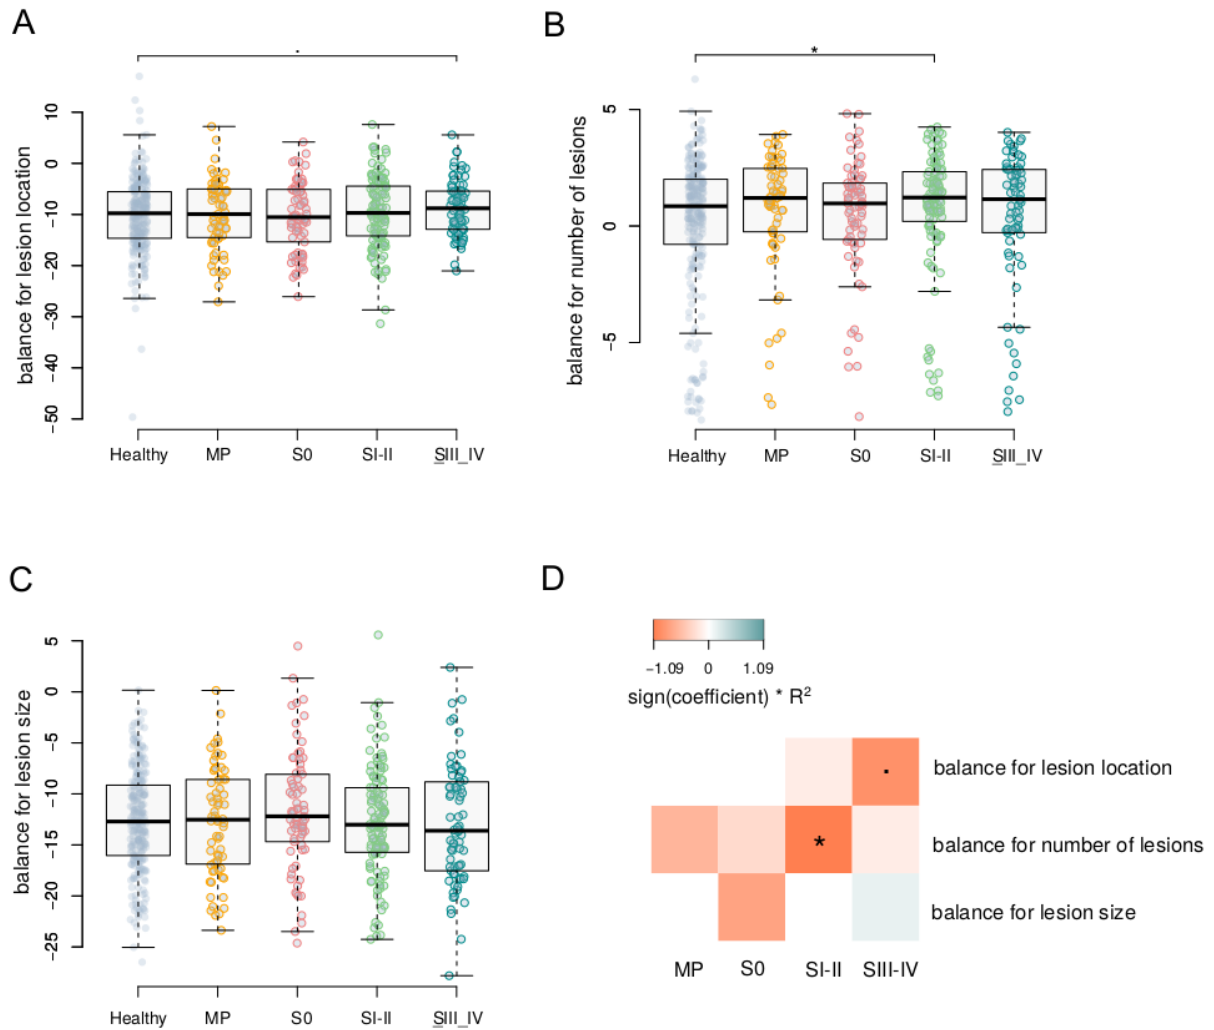 A
balance for lesion location
10
0
−10
−20
−30
−40
−50
.
Healthy MP S0 SI-II SIII_IV
B
balance for number of lesions
5
0
−5
*
Healthy MP S0 SI-II SIII_IV
C
balance for lesion size
5
0
−5
−10
−15
−20
−25
Healthy MP S0 SI-II SIII_IV
D
−1.09 0 1.09
sign(coefficient) * R²
. balance for lesion location
* balance for number of lesions
balance for lesion size
MP S0 SI-II SIII-IV